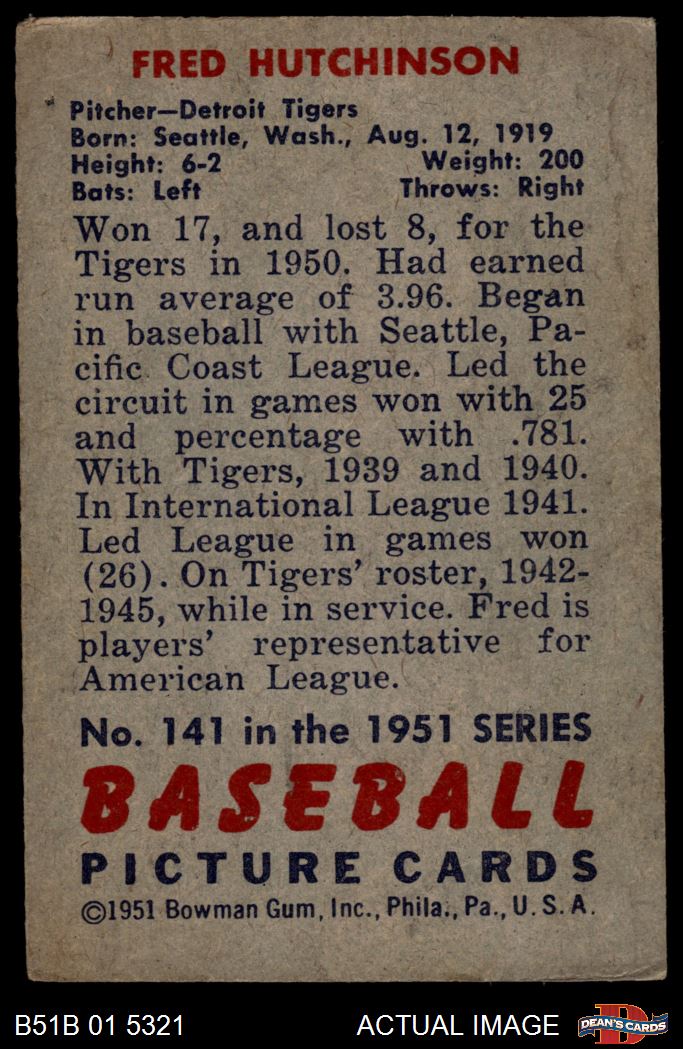 FRED HUTCHINSON
Pitcher—Detroit Tigers
Born: Seattle, Wash., Aug. 12, 1919
Height: 6-2 Weight: 200
Bats: Left Throws: Right
Won 17, and lost 8, for the
Tigers in 1950. Had earned
run average of 3.96. Began
in baseball with Seattle, Pa-
cific Coast League. Led the
circuit in games won with 25
and percentage with .781.
With Tigers, 1939 and 1940.
In International League 1941.
Led League in games won
(26). On Tigers' roster, 1942-
1945, while in service. Fred is
players' representative for
American League.
No. 141 in the 1951 SERIES
BASEBALL
PICTURE CARDS
©1951 Bowman Gum, Inc., Phila., Pa., U. S. A.
B51B 01 5321 ACTUAL IMAGE D DEAN'S CARDS